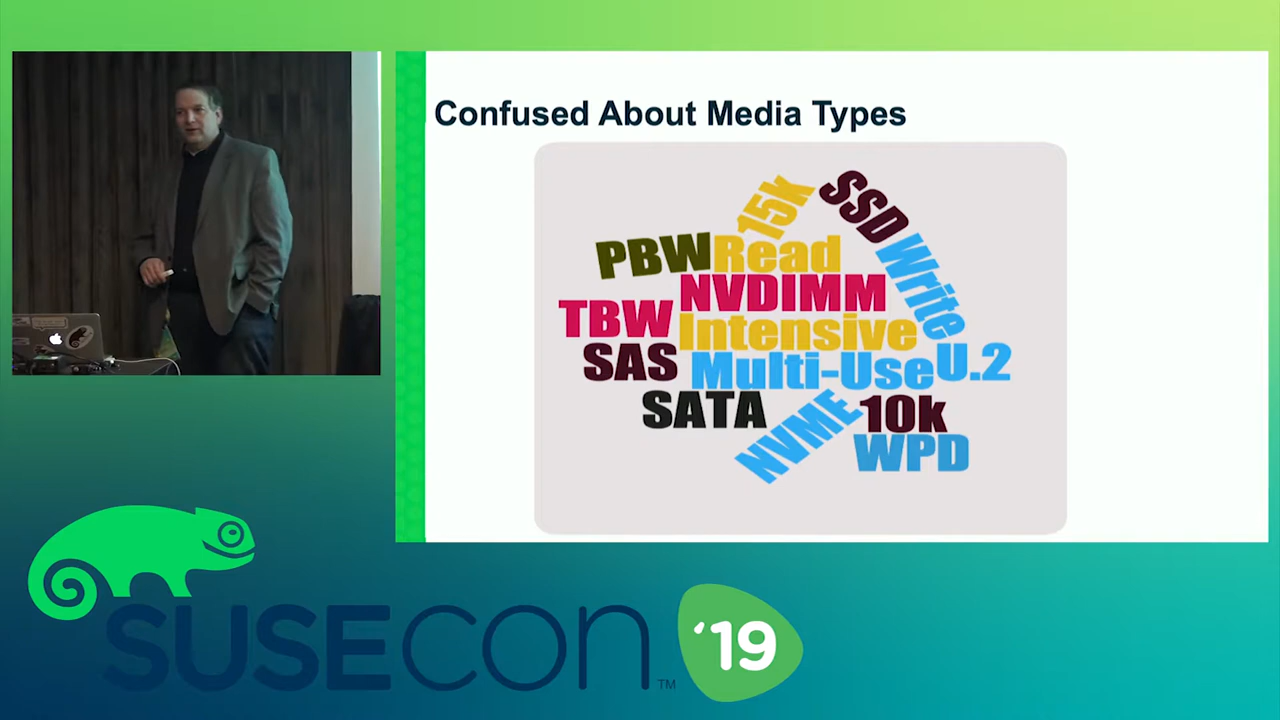 Confused About Media Types
15k
SSD
PBW
Read
Write
NVDIMM
TBW
Intensive
SAS
Multi-Use
U.2
SATA
NVME
10k
WPD
SUSECON™
'19